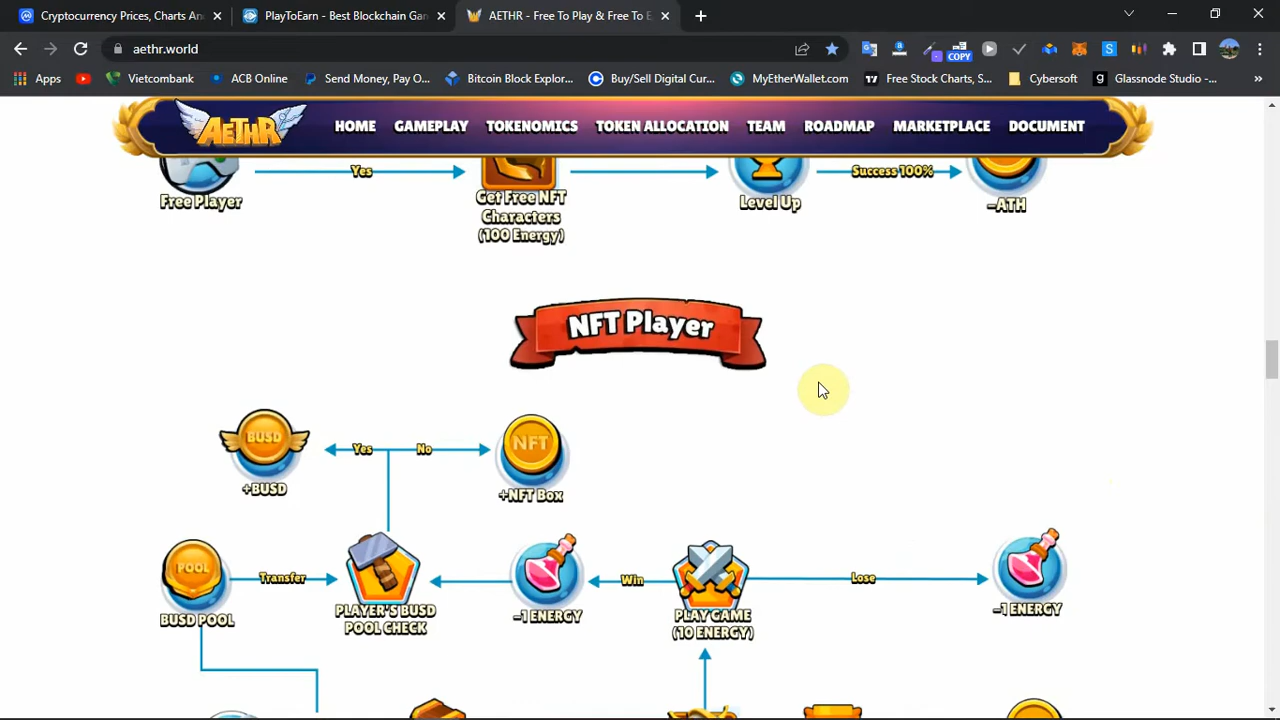 Cryptocurrency Prices, Charts An
PlayToEarn - Best Blockchain Gam
AETHR - Free To Play & Free To E
aethr.world
COPY
Apps
Vietcombank
ACB Online
Send Money, Pay O...
Bitcoin Block Explor...
Buy/Sell Digital Cur...
MyEtherWallet.com
Free Stock Charts, S...
Cybersoft
Glassnode Studio -...
AETHR
HOME
GAMEPLAY
TOKENOMICS
TOKEN ALLOCATION
TEAM
ROADMAP
MARKETPLACE
DOCUMENT
Yes
Success 100%
Free Player
Get Free NFT
Characters
(100 Energy)
Level Up
-ATH
NFT Player
BUSD
Yes
No
NFT
+BUSD
+NFT Box
POOL
Transfer
Win
Lose
BUSD POOL
PLAYER'S BUSD
POOL CHECK
-1 ENERGY
PLAY GAME
(10 ENERGY)
-1 ENERGY